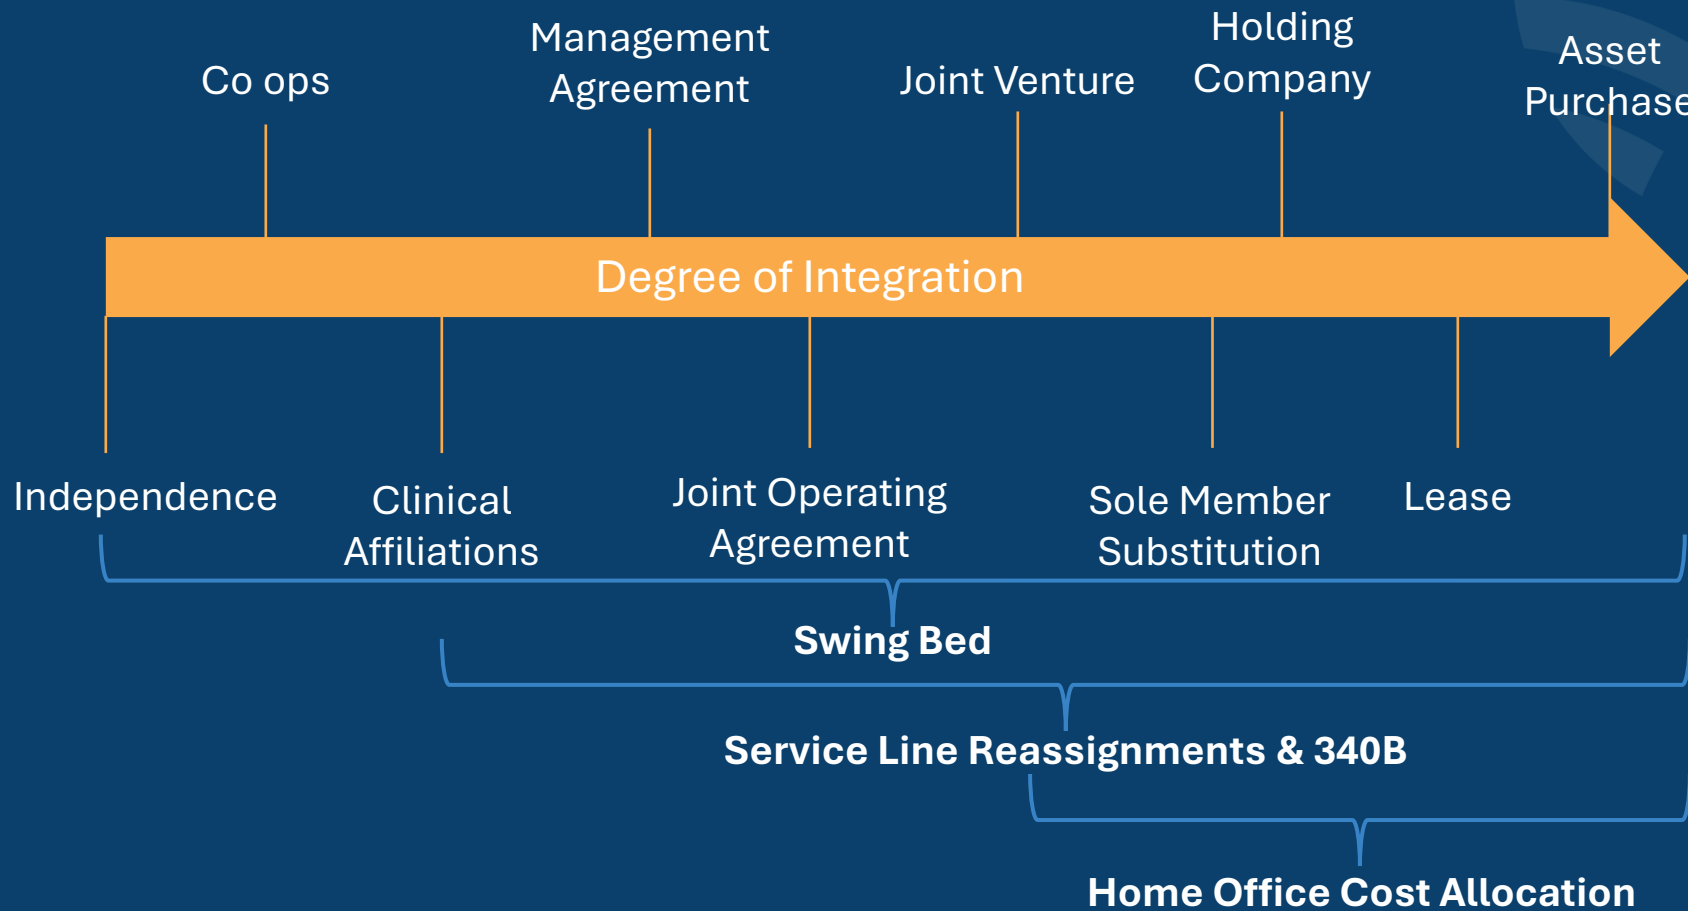 Co ops
Management
Agreement
Joint Venture
Holding
Company
Asset
Purchase
Degree of Integration
Independence
Clinical
Affiliations
Joint Operating
Agreement
Sole Member
Substitution
Lease
Swing Bed
Service Line Reassignments & 340B
Home Office Cost Allocation